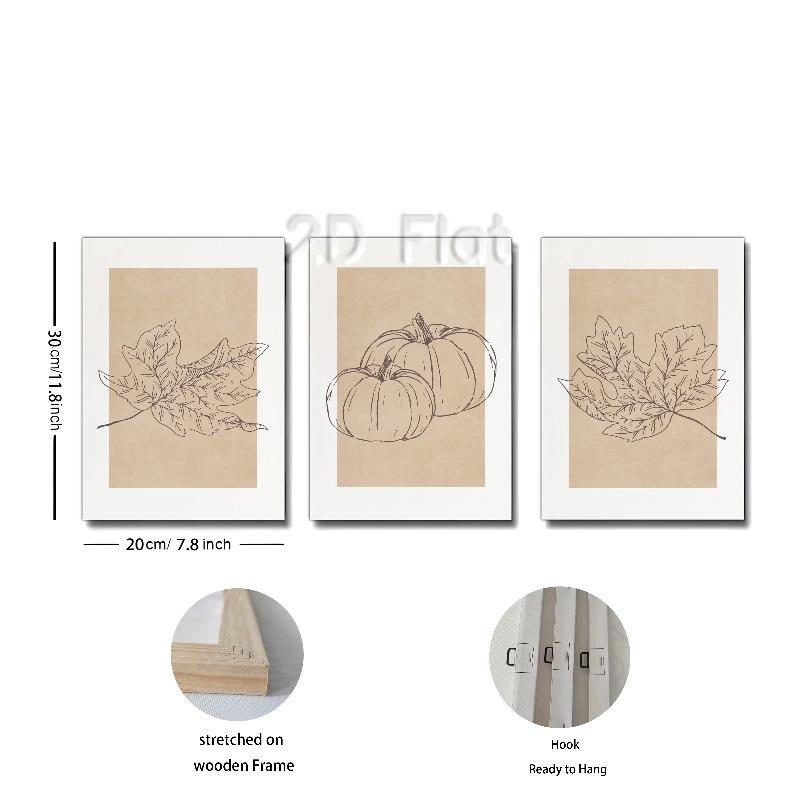 2D Flat
30cm/11.8inch
20cm/ 7.8 inch
stretched on
wooden Frame
Hook
Ready to Hang